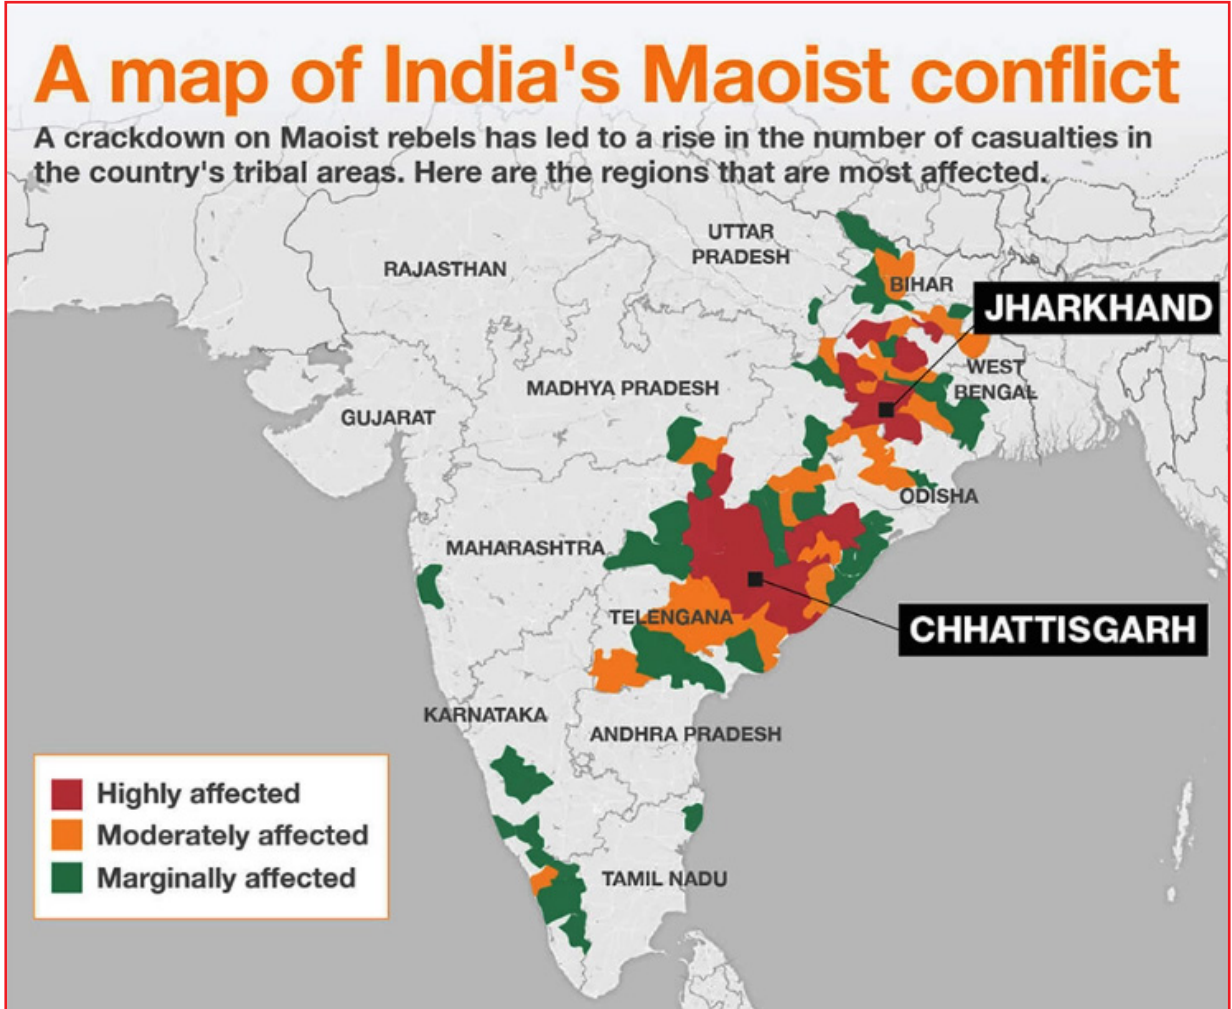 A map of India's Maoist conflict
A crackdown on Maoist rebels has led to a rise in the number of casualties in
the country's tribal areas. Here are the regions that are most affected.
UTTAR
PRADESH
RAJASTHAN
BIHAR
JHARKHAND
WEST
BENGAL
MADHYA PRADESH
GUJARAT
ODISHA
MAHARASHTRA
TELENGANA
CHHATTISGARH
KARNATAKA
ANDHRA PRADESH
Highly affected
Moderately affected
Marginally affected
TAMIL NADU